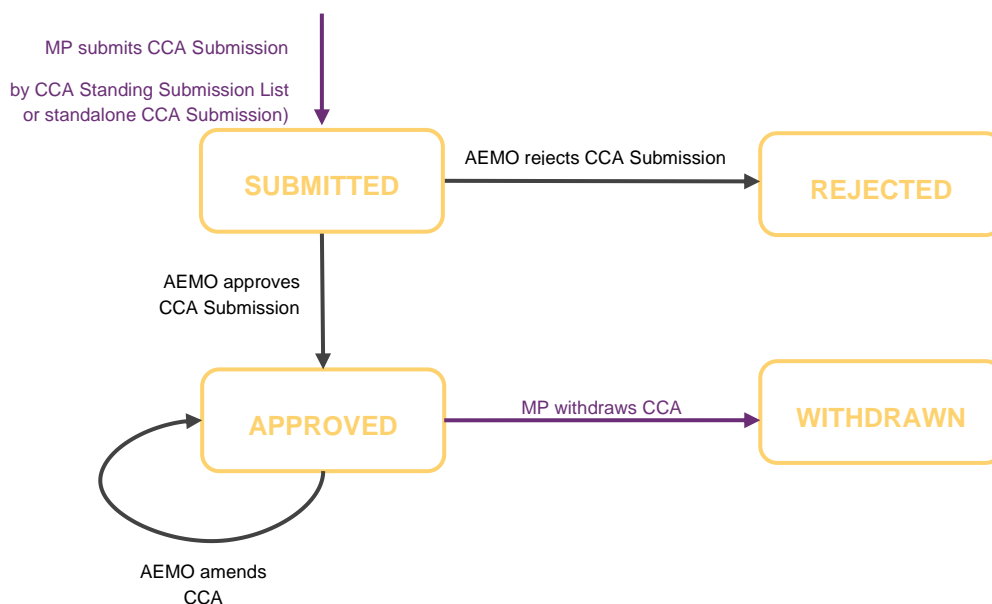 MP submits CCA Submission
by CCA Standing Submission List
or standalone CCA Submission)
AEMO rejects CCA Submission
SUBMITTED
REJECTED
AEMO approves
CCA Submission
MP withdraws CCA
APPROVED
WITHDRAWN
AEMO amends
CCA